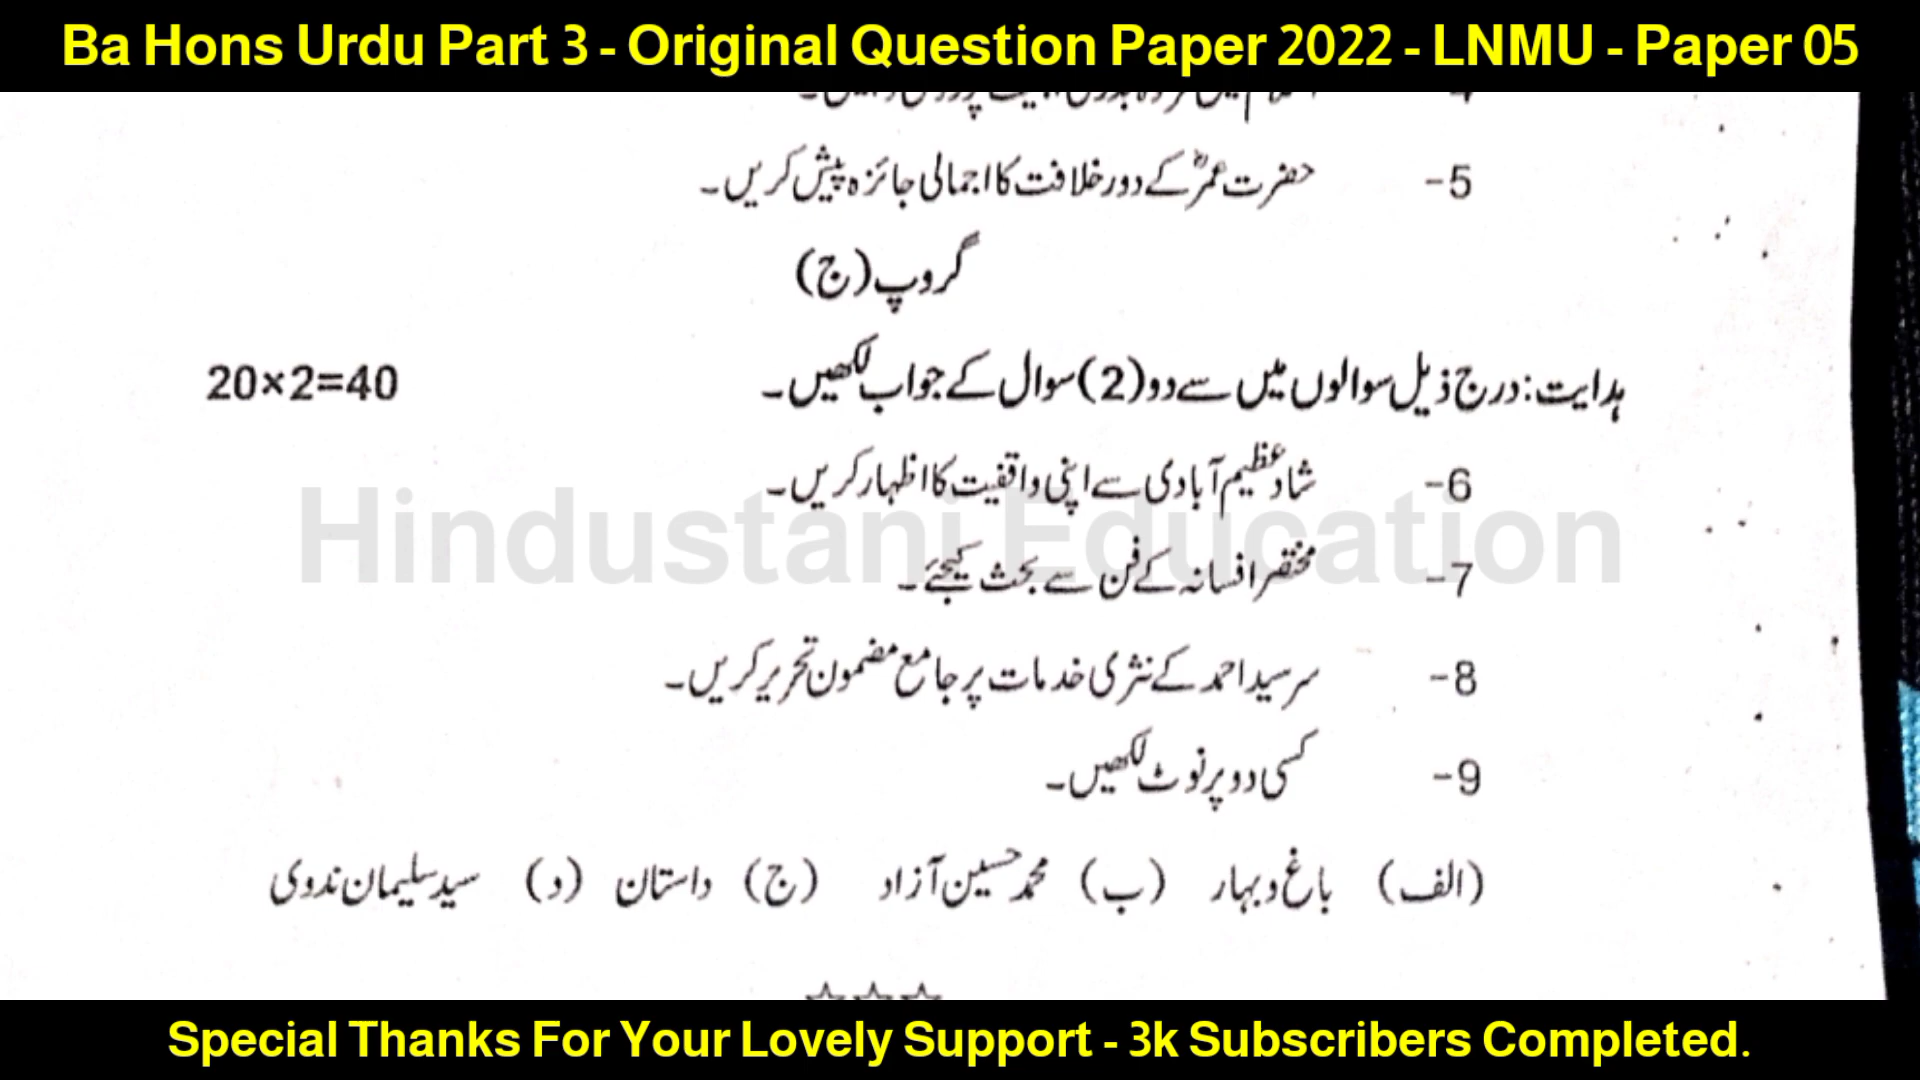 Ba Hons Urdu Part 3 - Original Question Paper 2022 - LNMU - Paper 05
5- حضرت عمرؓ کے دور خلافت کا اجمالی جائزہ پیش کریں۔
گروپ (ج)
ہدایت: درج ذیل سوالوں میں سے دو (2) سوال کے جواب لکھیں۔ 20×2=40
6- شاد عظیم آبادی سے اپنی واقفیت کا اظہار کریں۔
Hindustani Education
7- مختصر افسانہ کے فن سے بحث کیجئے۔
8- سرسید احمد کے نثری خدمات پر جامع مضمون تحریر کریں۔
9- کسی دو پر نوٹ لکھیں۔
(الف) باغ و بہار (ب) محمد حسین آزاد (ج) داستان (د) سید سلیمان ندوی
Special Thanks For Your Lovely Support - 3k Subscribers Completed.